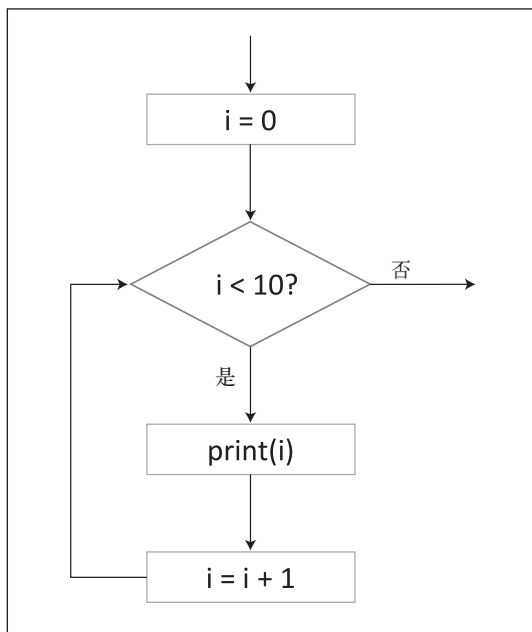 i = 0
i < 10?
否
是
print(i)
i = i + 1